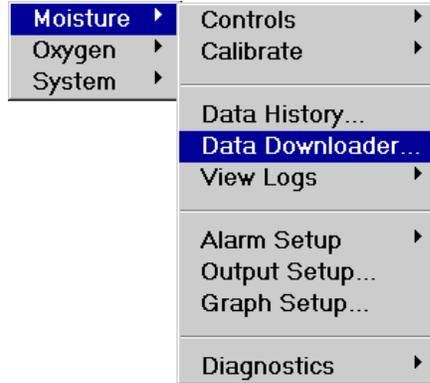 Moisture
Oxygen
System
Controls
Calibrate
Data History...
Data Downloader...
View Logs
Alarm Setup
Output Setup...
Graph Setup...
Diagnostics